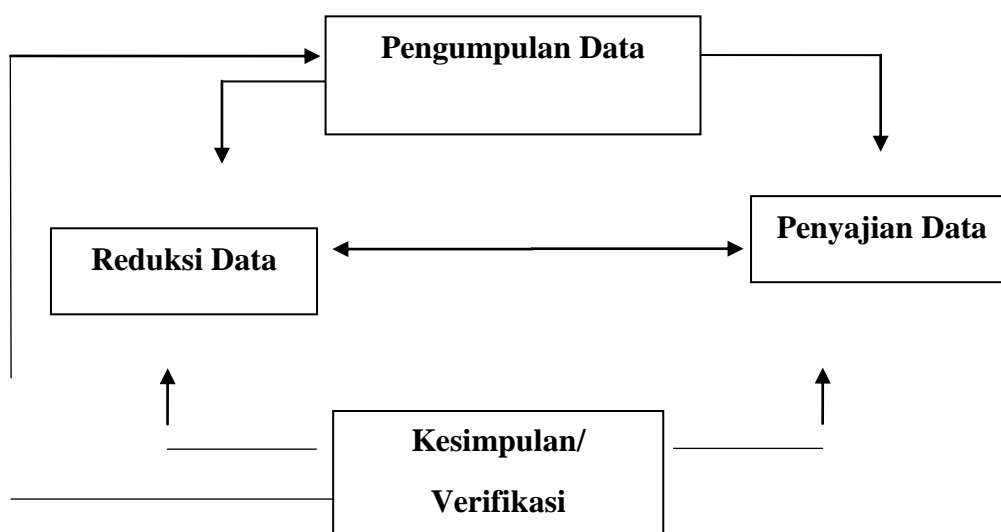 Pengumpulan Data
Penyajian Data
Reduksi Data
Kesimpulan/
Verifikasi